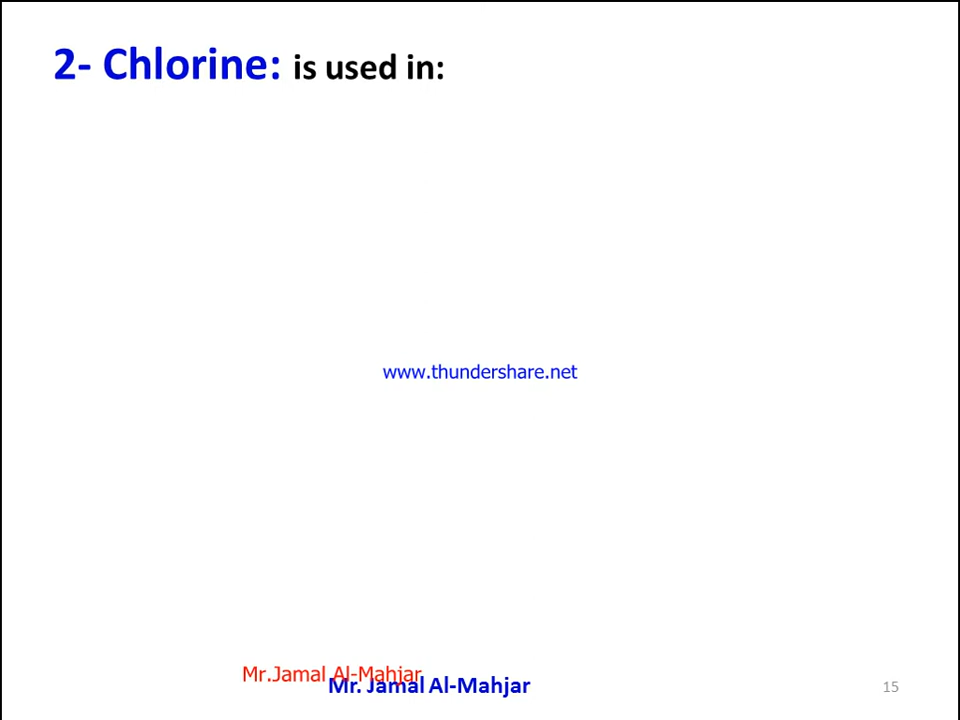 2- Chlorine: is used in:
www.thundershare.net
Mr.Jamal Al-Mahjar
Mr. Jamal Al-Mahjar
15